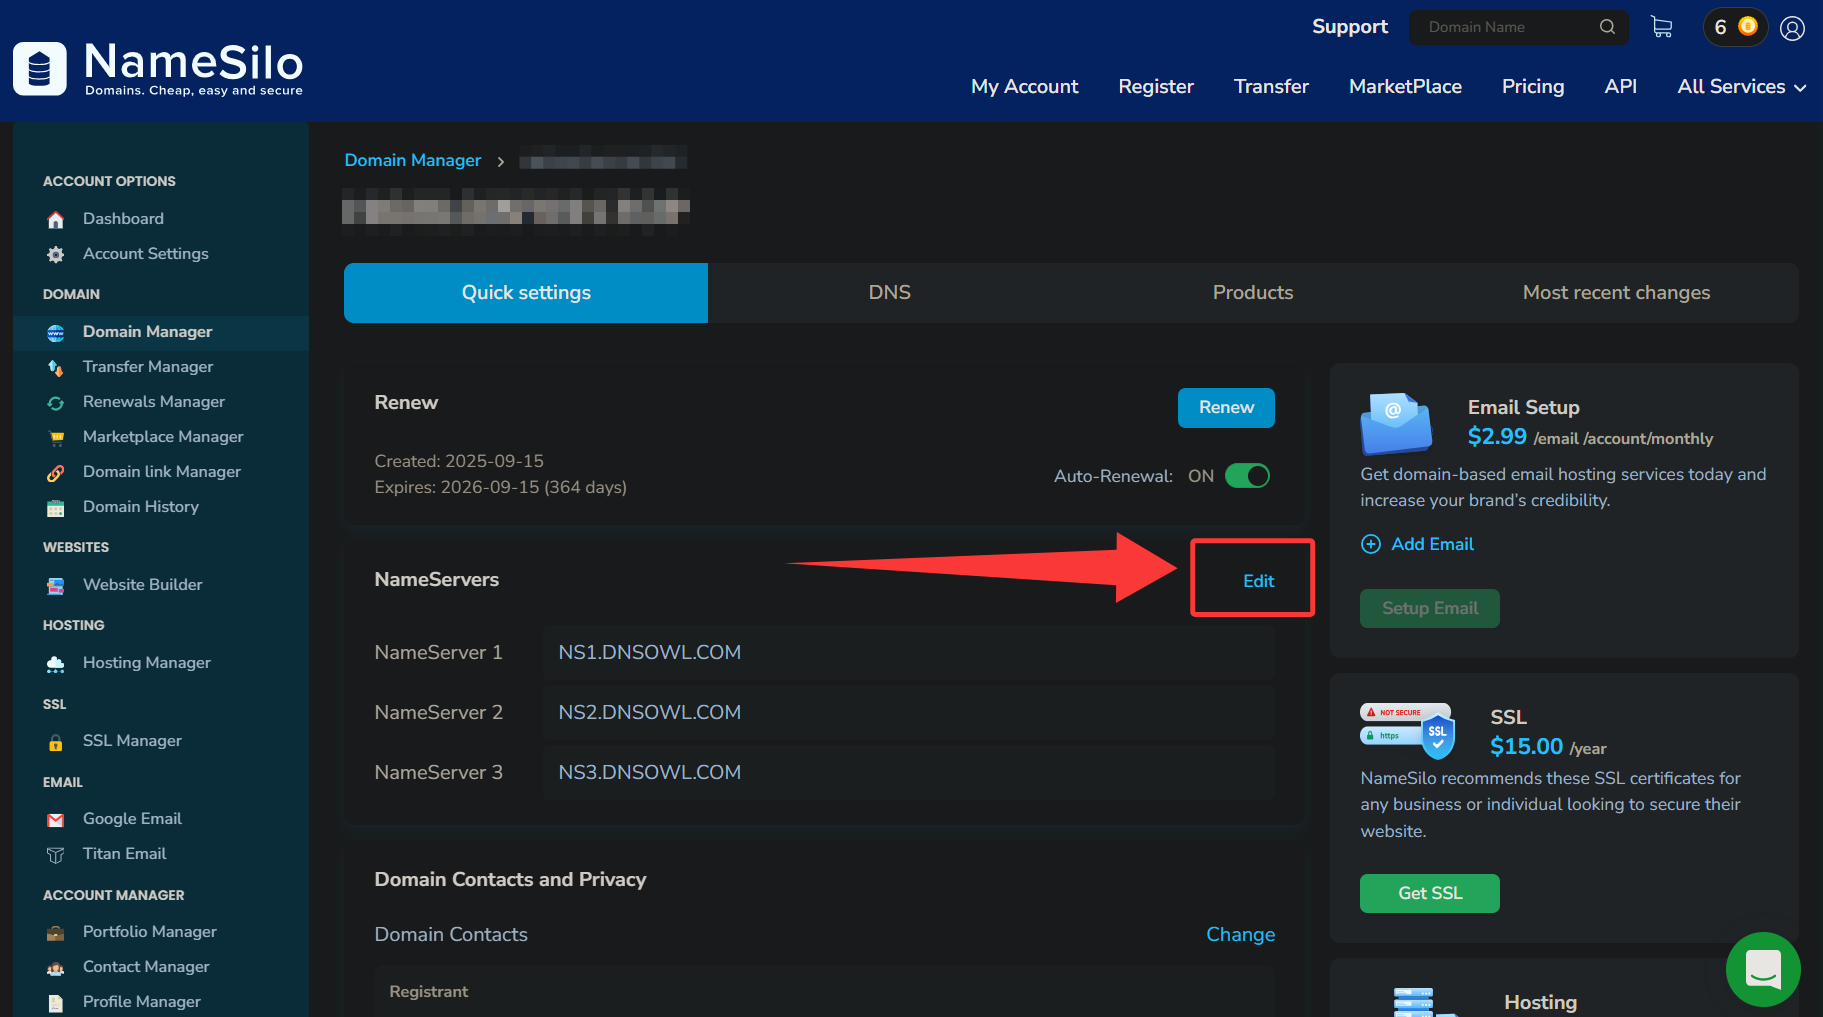 Support
Domain Name
6
NameSilo
Domains. Cheap, easy and secure
My Account
Register
Transfer
MarketPlace
Pricing
API
All Services
ACCOUNT OPTIONS
Dashboard
Account Settings
DOMAIN
Domain Manager
Transfer Manager
Renewals Manager
Marketplace Manager
Domain link Manager
Domain History
WEBSITES
Website Builder
HOSTING
Hosting Manager
SSL
SSL Manager
EMAIL
Google Email
Titan Email
ACCOUNT MANAGER
Portfolio Manager
Contact Manager
Profile Manager
Domain Manager >
Quick settings
DNS
Products
Most recent changes
Renew
Renew
Created: 2025-09-15
Expires: 2026-09-15 (364 days)
Auto-Renewal: ON
NameServers
Edit
NameServer 1 NS1.DNSOWL.COM
NameServer 2 NS2.DNSOWL.COM
NameServer 3 NS3.DNSOWL.COM
Domain Contacts and Privacy
Domain Contacts
Change
Registrant
@
Email Setup
$2.99 /email /account/monthly
Get domain-based email hosting services today and
increase your brand's credibility.
Add Email
Setup Email
NOT SECURE
https
SSL
SSL
$15.00 /year
NameSilo recommends these SSL certificates for
any business or individual looking to secure their
website.
Get SSL
Hosting